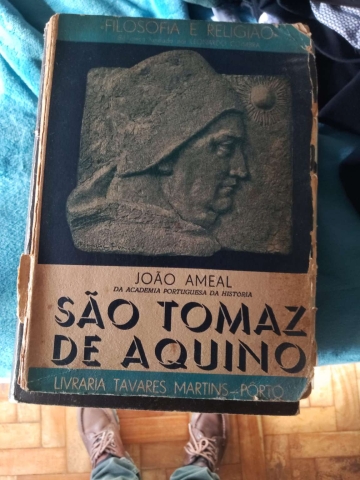 FILOSOFIA E RELIGIÃO
JOÃO AMEAL
DA ACADEMIA PORTUGUESA DA HISTÓRIA
SÃO TOMAZ
DE AQUINO
LIVRARIA TAVARES MARTINS-PORTO